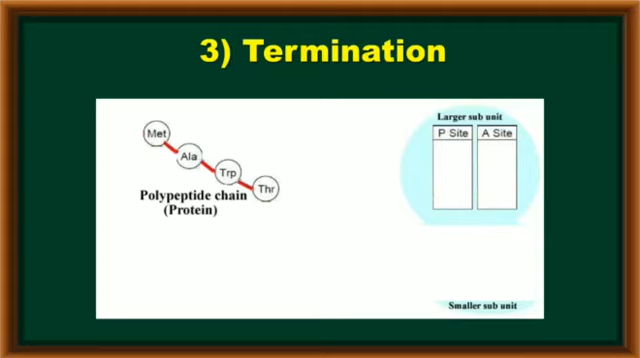 3) Termination
Met
Ala
Trp
Thr
Polypeptide chain
(Protein)
Larger sub unit
P Site A Site
Smaller sub unit